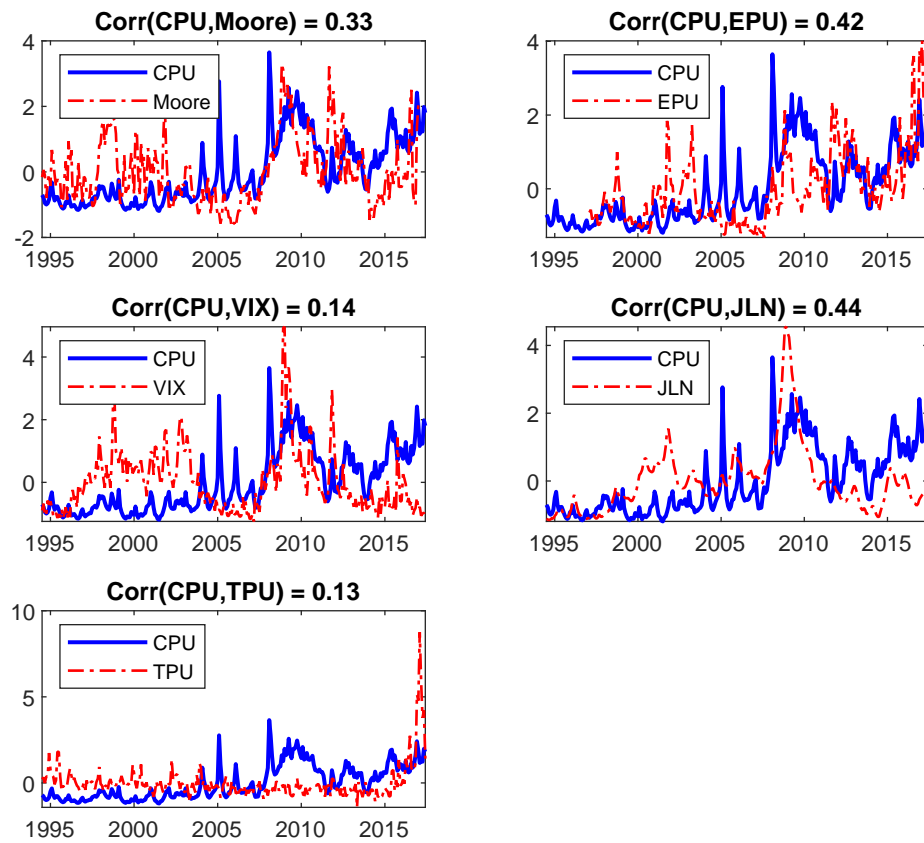 Corr(CPU,Moore) = 0.33
4
2
0
-2
CPU
Moore
1995 2000 2005 2010 2015
Corr(CPU,EPU) = 0.42
4
2
0
CPU
EPU
1995 2000 2005 2010 2015
Corr(CPU,VIX) = 0.14
4
2
0
CPU
VIX
1995 2000 2005 2010 2015
Corr(CPU,JLN) = 0.44
4
2
0
CPU
JLN
1995 2000 2005 2010 2015
Corr(CPU,TPU) = 0.13
10
5
0
CPU
TPU
1995 2000 2005 2010 2015